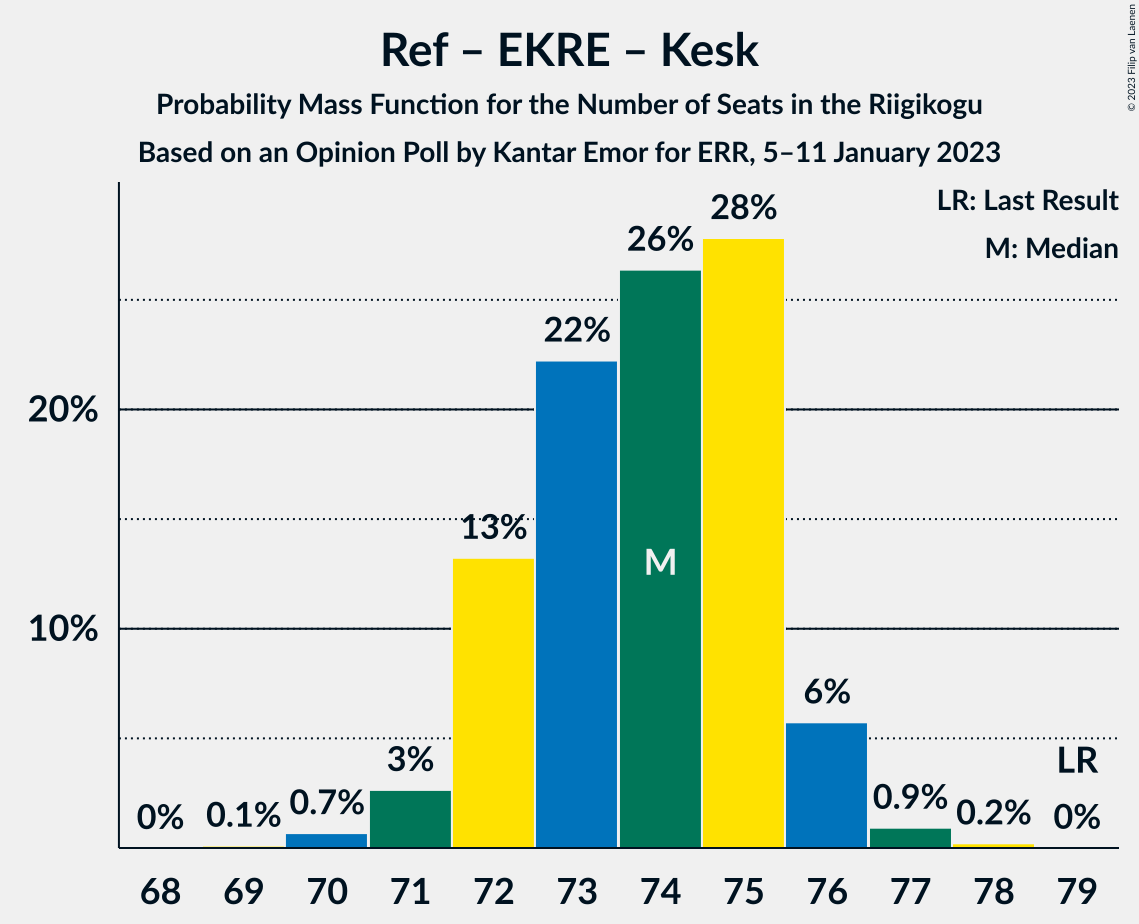 © 2023 Filip van Laenen
Ref – EKRE – Kesk
Probability Mass Function for the Number of Seats in the Riigikogu
Based on an Opinion Poll by Kantar Emor for ERR, 5–11 January 2023
LR: Last Result
M: Median
20%
10%
0%
0.1%
0.7%
3%
13%
22%
26%
28%
6%
0.9%
0.2%
0%
M
LR
68 69 70 71 72 73 74 75 76 77 78 79